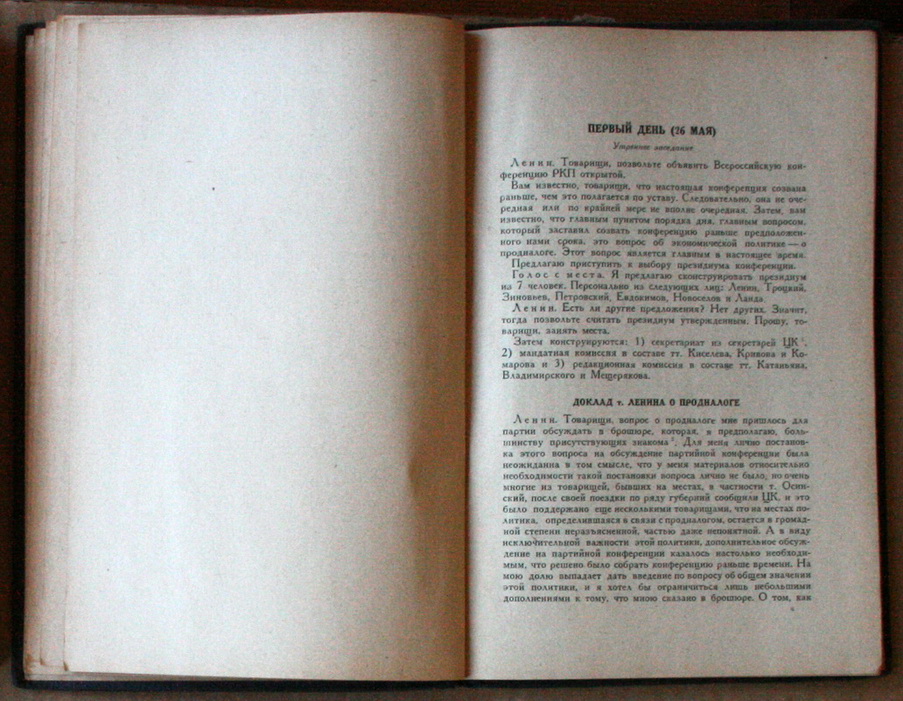 ПЕРВЫЙ ДЕНЬ (26 МАЯ)
Утреннее заседание
Ленин. Товарищи, позвольте объявить Всероссийскую кон-
ференцию РКП открытой.
Вам известно, товарищи, что настоящая конференция созвана
раньше, чем это полагается по уставу. Следовательно, она не оче-
редная или по крайней мере не вполне очередная. Затем, вам
известно, что главным пунктом порядка дня, главным вопросом,
который заставил созвать конференцию раньше предположен-
ного нами срока, это вопрос об экономической политике — о
продналоге. Этот вопрос является главным в настоящее время.
Предлагаю приступить к выбору президиума конференции.
Голос с места. Я предлагаю сконструировать президиум
из 7 человек. Персонально из следующих лиц: Ленин, Троцкий,
Зиновьев, Петровский, Евдокимов, Новоселов и Ланда.
Ленин. Есть ли другие предложения? Нет других. Значит,
тогда позвольте считать президиум утвержденным. Прошу, то-
варищи, занять места.
Затем конструируются: 1) секретариат из секретарей ЦК 1,
2) мандатная комиссия в составе тт. Киселева, Кривова и Ко-
марова и 3) редакционная комиссия в составе тт. Катаньяна,
Владимирского и Мещерякова.
ДОКЛАД т. ЛЕНИНА О ПРОДНАЛОГЕ
Ленин. Товарищи, вопрос о продналоге мне пришлось для
партии обсуждать в брошюре, которая, я предполагаю, боль-
шинству присутствующих знакома 2. Для меня лично постанов-
ка этого вопроса на обсуждение партийной конференции была
неожиданна в том смысле, что у меня материалов относительно
необходимости такой постановки вопроса лично не было, но очень
многие из товарищей, бывших на местах, в частности т. Осин-
ский, после своей поездки по ряду губерний сообщили ЦК, и это
было поддержано еще несколькими товарищами, что на местах по-
литика, определившаяся в связи с продналогом, остается в громад-
ной степени неразъясненной, частью даже непонятной. А в виду
исключительной важности этой политики, дополнительное обсуж-
дение на партийной конференции казалось настолько необходи-
мым, что решено было собрать конференцию раньше времени. На
мою долю выпадает дать введение по вопросу об общем значении
этой политики, и я хотел бы ограничиться лишь небольшими
дополнениями к тому, что мною сказано в брошюре. О том, как